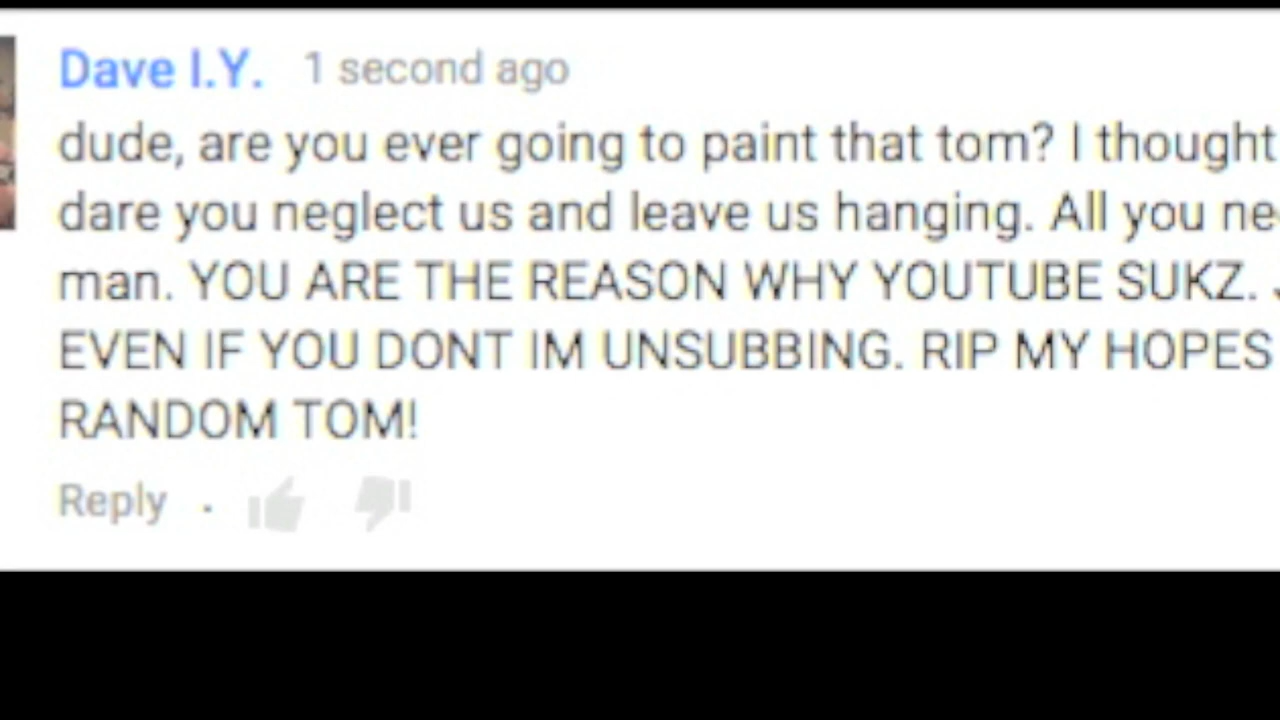 Dave I.Y. 1 second ago
dude, are you ever going to paint that tom? I thought
dare you neglect us and leave us hanging. All you
man. YOU ARE THE REASON WHY YOUTUBE SUKZ.
EVEN IF YOU DONT IM UNSUBBING. RIP MY HOPES
RANDOM TOM!
Reply .